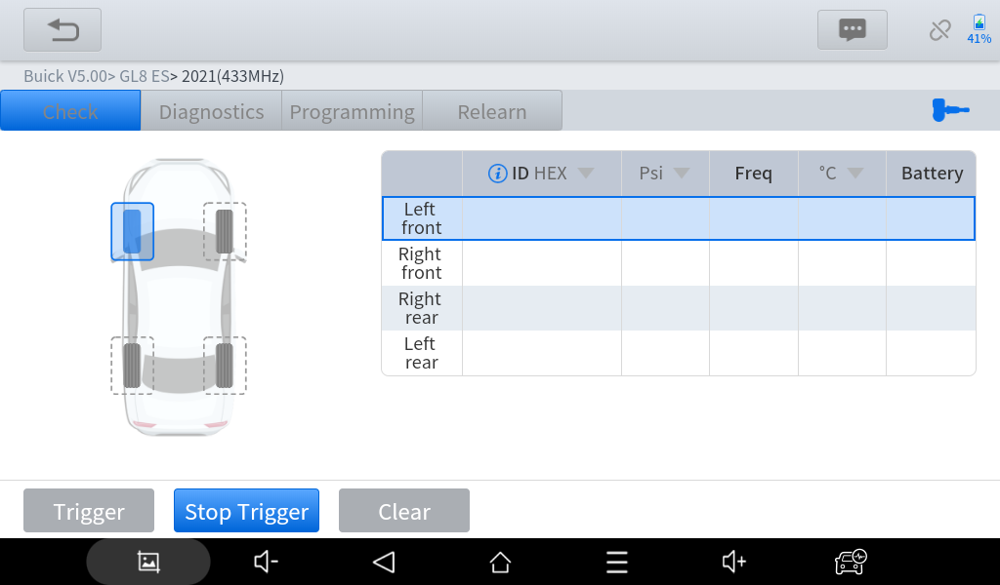 41%
Buick V5.00> GL8 ES> 2021(433MHz)
Check Diagnostics Programming Relearn
ID HEX Psi Freq °C Battery
Left
front
Right
front
Right
rear
Left
rear
Trigger Stop Trigger Clear